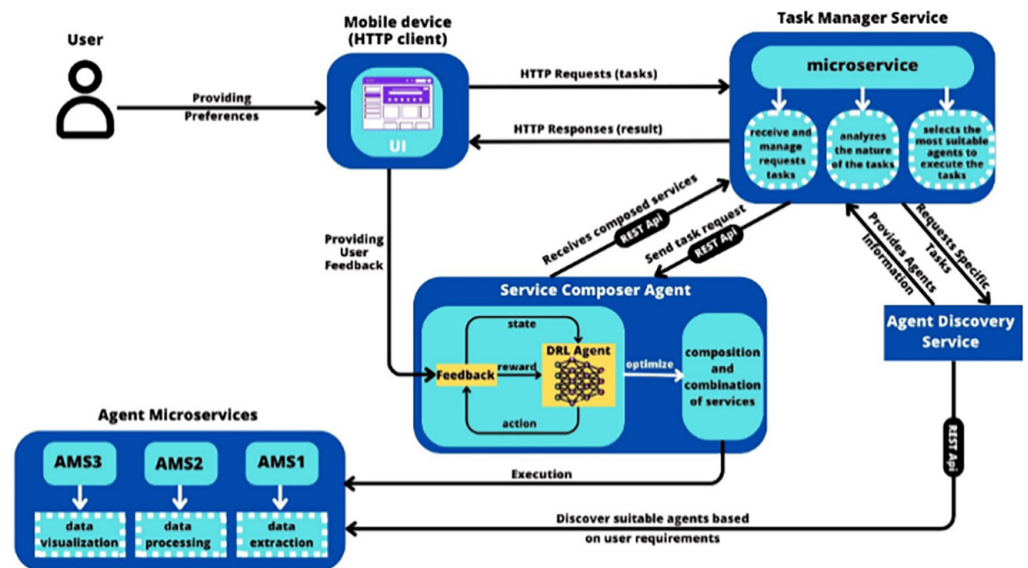 User
Mobile device
(HTTP client)
Task Manager Service
microservice
HTTP Requests (tasks)
Providing
Preferences
UI
HTTP Responses (result)
receive and
manage
requests
tasks
analyzes
the nature
of the tasks
selects the
most suitable
agents to
execute the
tasks
Providing
User
Feedback
Receives composed services
REST Api
Send task request
REST Api
Provides Agents
Information
Requests Specific
Tasks
Service Composer Agent
state
DRL Agent
Feedback
reward
optimize
action
composition
and
combination
of services
Agent Discovery
Service
REST Api
Agent Microservices
AMS3
AMS2
AMS1
data
visualization
data
processing
data
extraction
Execution
Discover suitable agents based
on user requirements